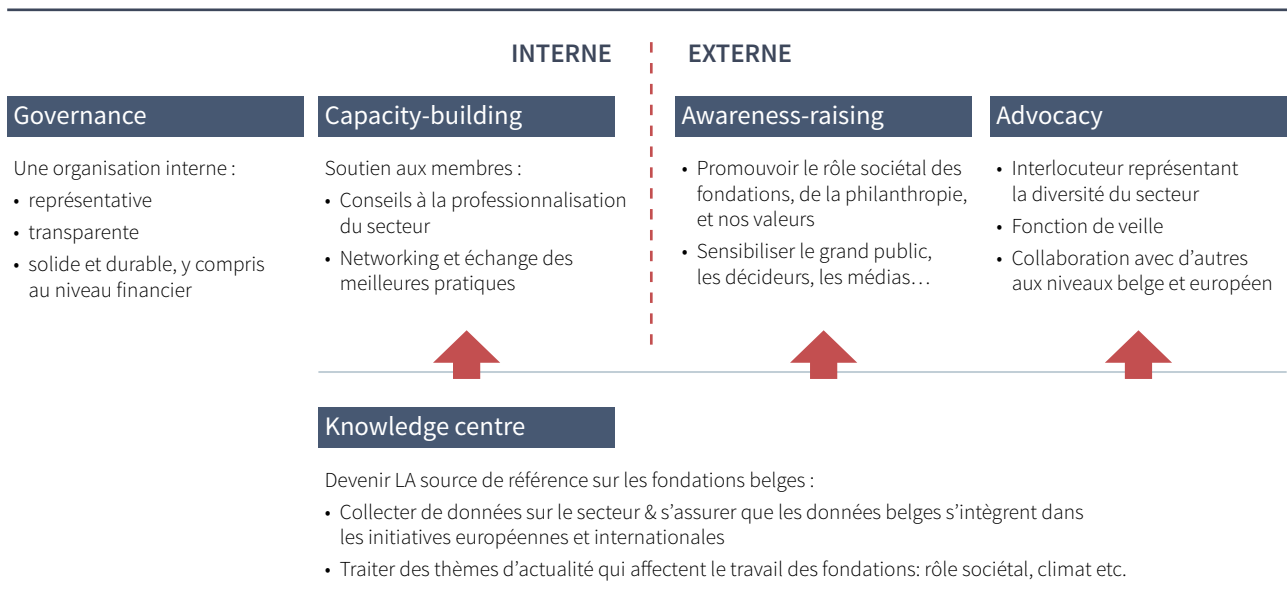 INTERNE
EXTERNE
Governance
Une organisation interne :
• représentative
• transparente
• solide et durable, y compris
au niveau financier
Capacity-building
Soutien aux membres :
• Conseils à la professionnalisation
du secteur
• Networking et échange des
meilleures pratiques
Awareness-raising
• Promouvoir le rôle sociétal des
fondations, de la philanthropie,
et nos valeurs
• Sensibiliser le grand public,
les décideurs, les médias…
Advocacy
• Interlocuteur représentant
la diversité du secteur
• Fonction de veille
• Collaboration avec d’autres
aux niveaux belge et européen
Knowledge centre
Devenir LA source de référence sur les fondations belges :
• Collecter de données sur le secteur & s’assurer que les données belges s’intègrent dans
les initiatives européennes et internationales
• Traiter des thèmes d’actualité qui affectent le travail des fondations: rôle sociétal, climat etc.